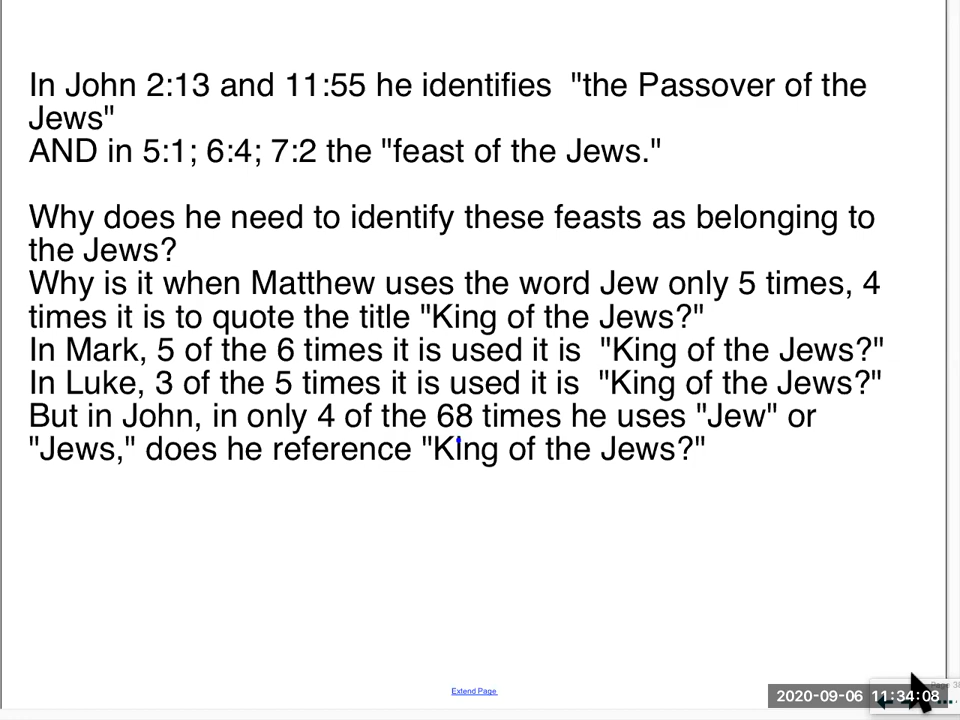 In John 2:13 and 11:55 he identifies  "the Passover of the
Jews"
AND in 5:1; 6:4; 7:2 the "feast of the Jews."
Why does he need to identify these feasts as belonging to
the Jews?
Why is it when Matthew uses the word Jew only 5 times, 4
times it is to quote the title "King of the Jews?"
In Mark, 5 of the 6 times it is used it is  "King of the Jews?"
In Luke, 3 of the 5 times it is used it is  "King of the Jews?"
But in John, in only 4 of the 68 times he uses "Jew" or
"Jews," does he reference "King of the Jews?"
Extend Page
2020-09-06  11:34:08